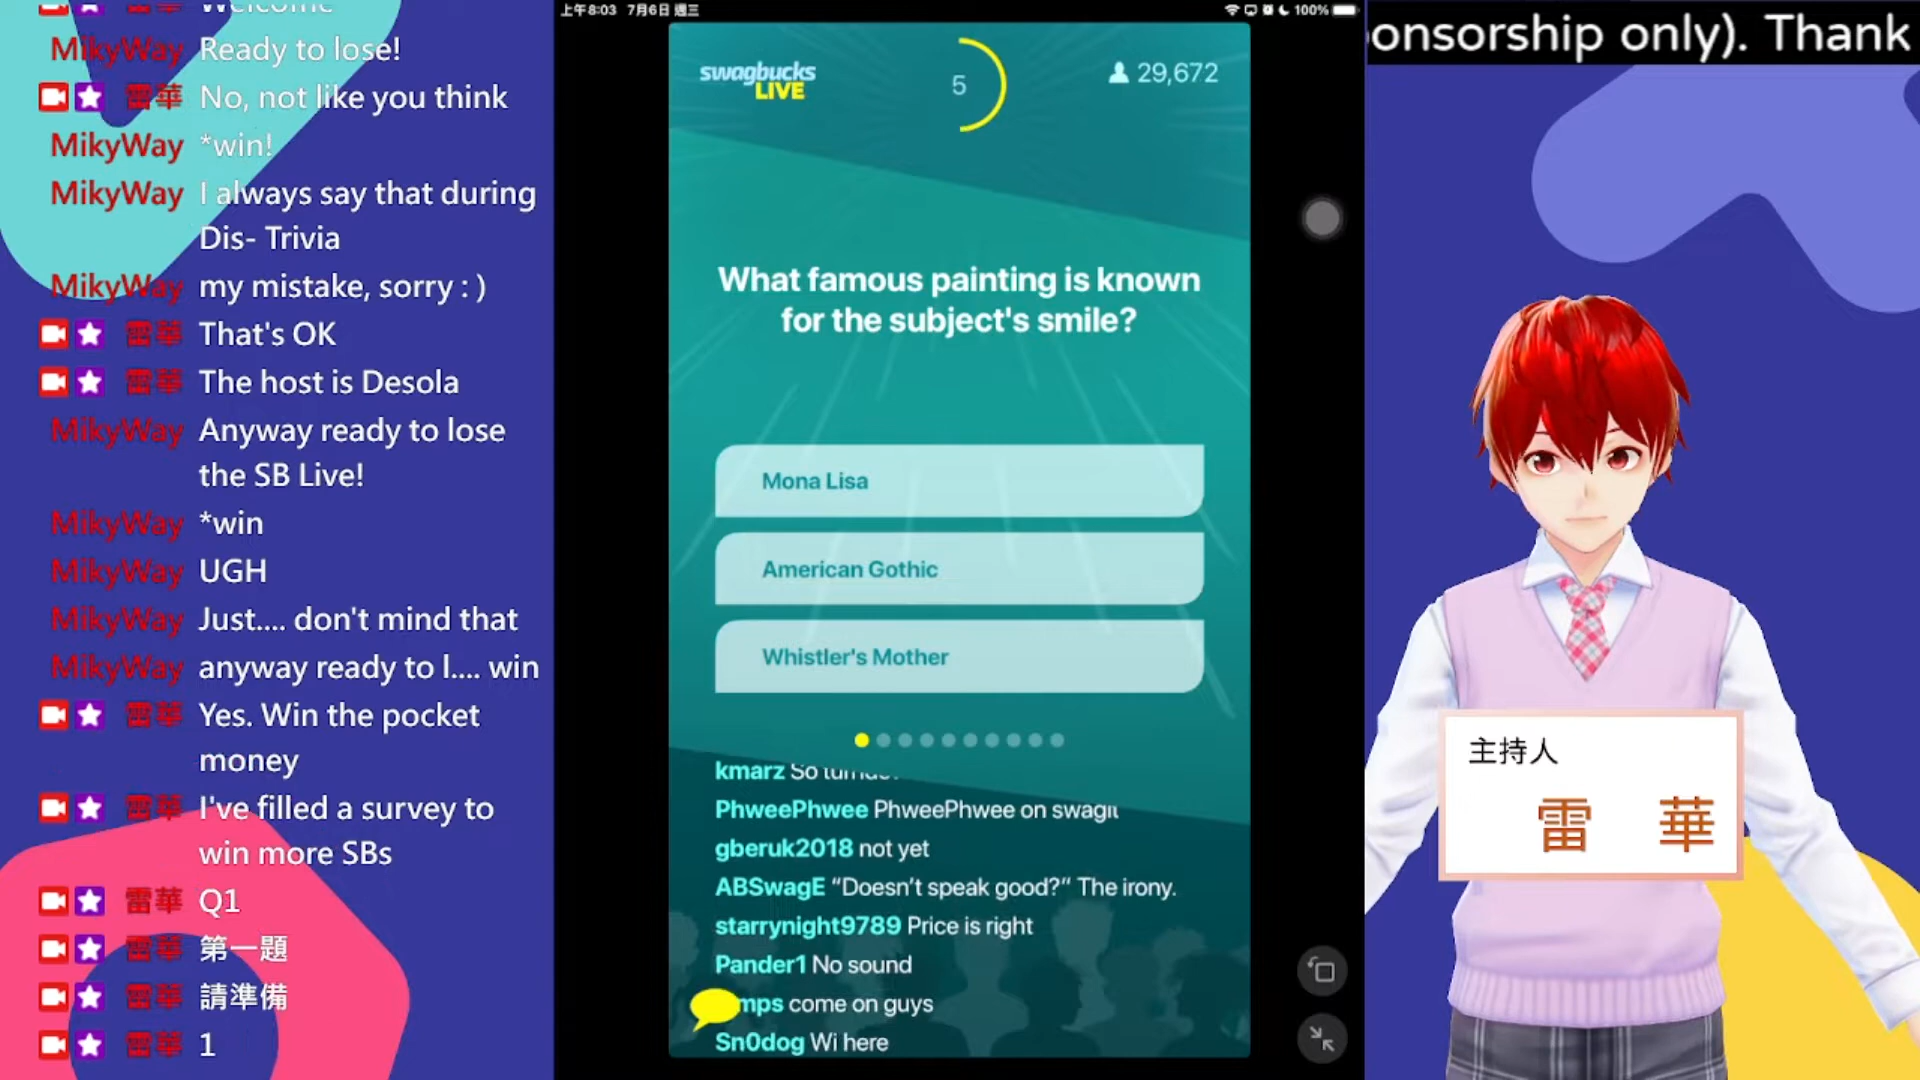 Welcome
MikyWay Ready to lose!
雷華 No, not like you think
MikyWay *win!
MikyWay I always say that during
Dis- Trivia
MikyWay my mistake, sorry : )
雷華 That's OK
雷華 The host is Desola
MikyWay Anyway ready to lose
the SB Live!
MikyWay *win
MikyWay UGH
MikyWay Just.... don't mind that
MikyWay anyway ready to l.... win
雷華 Yes. Win the pocket
money
雷華 I've filled a survey to
win more SBs
雷華 Q1
雷華 第一題
雷華 請準備
雷華 1
上午8:03 7月6日 週三
100%
swagbucks
LIVE
5
29,672
What famous painting is known
for the subject's smile?
Mona Lisa
American Gothic
Whistler's Mother
kmarz So
PhweePhwee PhweePhwee on
gberuk2018 not yet
ABSwagE “Doesn’t speak good?” The irony.
starrynight9789 Price is right
Pander1 No sound
mps come on guys
Sn0dog Wi here
onsorship only). Thank
主持人
雷 華